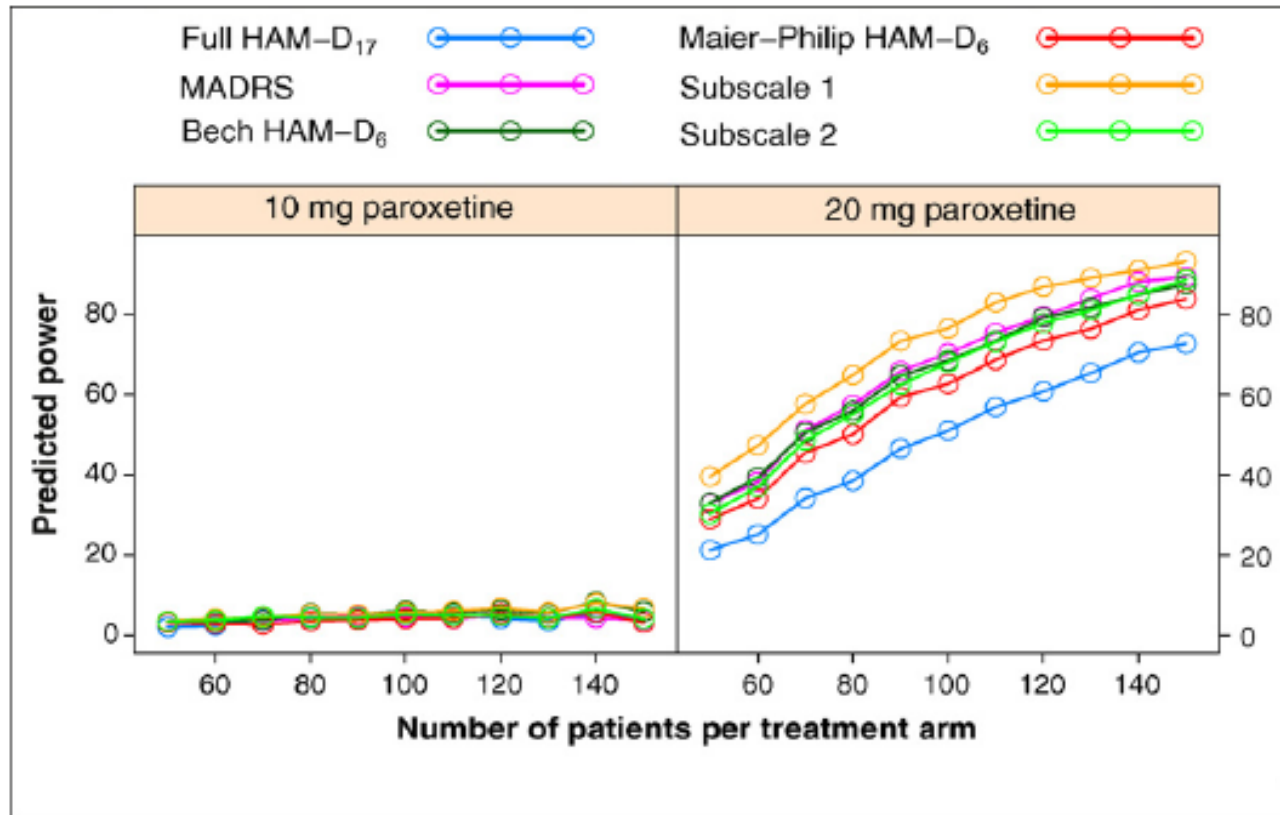 Full HAM–D17 Maier–Philip HAM–D6
MADRS Subscale 1
Bech HAM–D6 Subscale 2
10 mg paroxetine 20 mg paroxetine
Predicted power
80 80
60 60
40 40
20 20
0 0
60 80 100 120 140 60 80 100 120 140
Number of patients per treatment arm